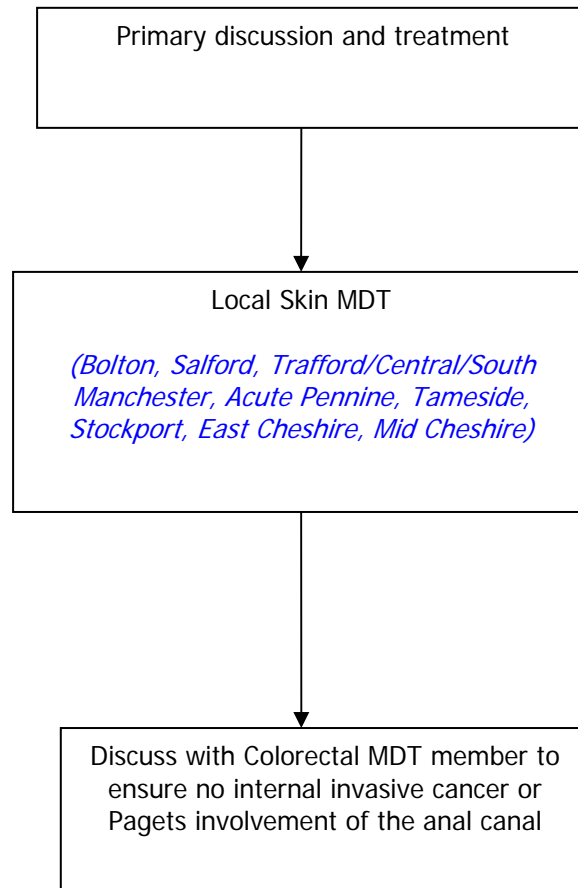 Primary discussion and treatment
Local Skin MDT
(Bolton, Salford, Trafford/Central/South
Manchester, Acute Pennine, Tameside,
Stockport, East Cheshire, Mid Cheshire)
Discuss with Colorectal MDT member to
ensure no internal invasive cancer or
Pagets involvement of the anal canal